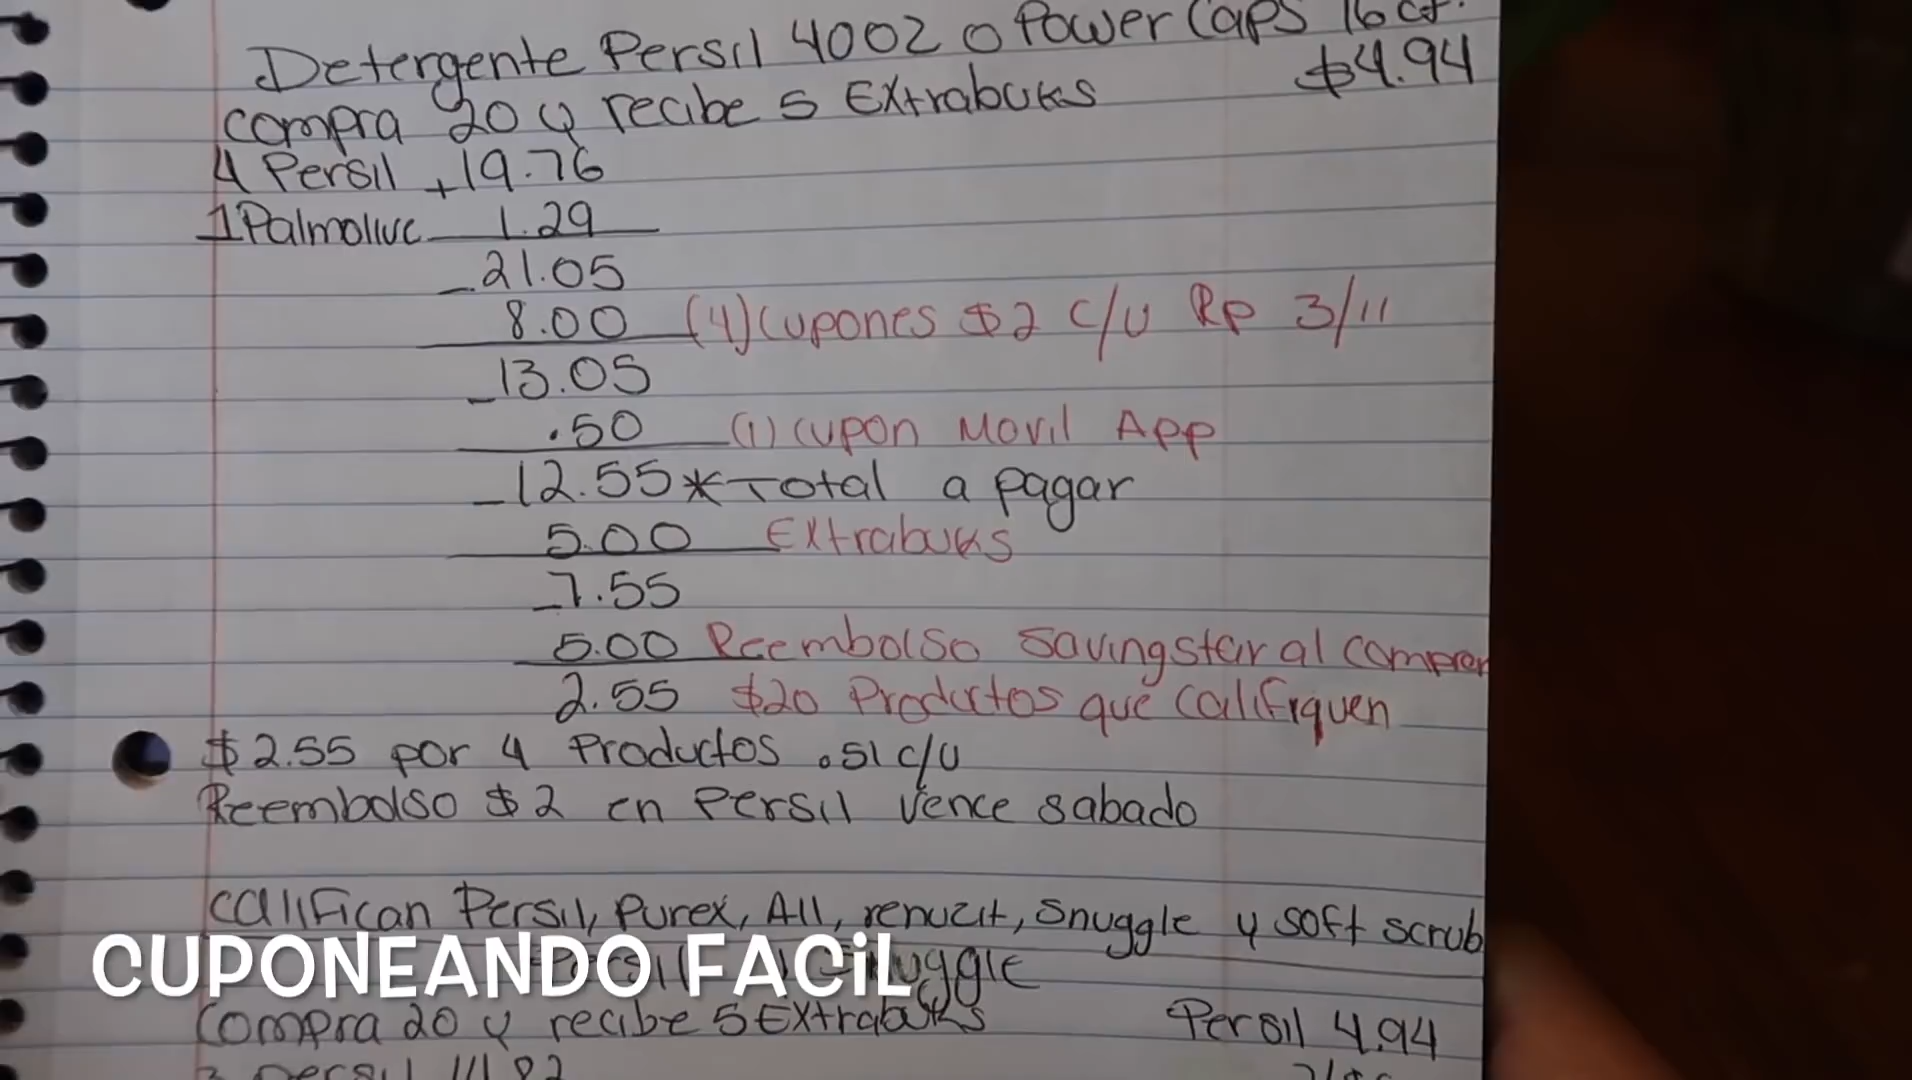 Detergente Persil 40oz o Power Caps 16 ct.
$4.94
compra 20 y recibe 5 Extrabuks
4 Persil +19.76
1 Palmolive 1.29
-21.05
8.00 (4) cupones $2 c/u Rp 3/11
-13.05
.50 (1) cupon Movil App
-12.55 * Total a pagar
5.00 Extrabuks
-7.55
5.00 Reembolso Savingstar al comprar
2.55 $20 Productos que califiquen
$2.55 por 4 Productos .51 c/u
Reembolso $2 en Persil vence sabado
califican Persil, Purex, All, renuzit, Snuggle y soft scrub
CUPONEANDO FACiL
Snuggle
compra 20 y recibe 5 Extrabuks
Persil 4.94